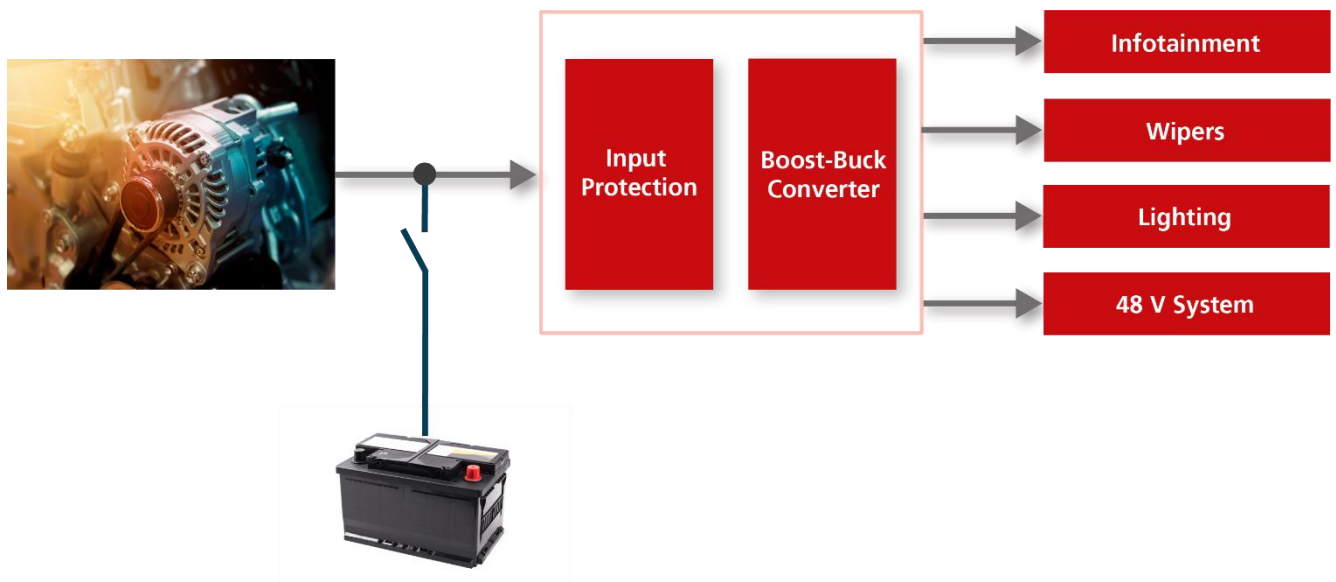 Input
Protection
Boost-Buck
Converter
Infotainment
Wipers
Lighting
48 V System